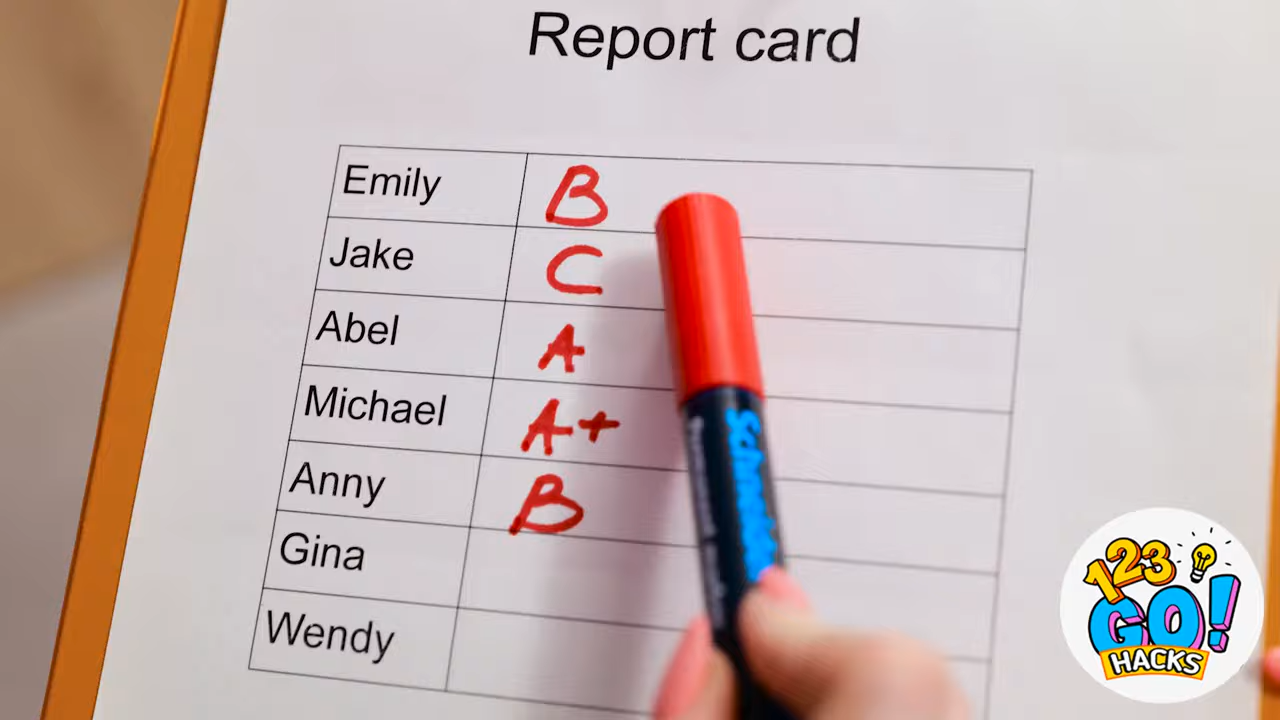 Report card
Emily B
Jake C
Abel A
Michael A+
Anny B
Gina
Wendy
Schneider
123
GO!
HACKS